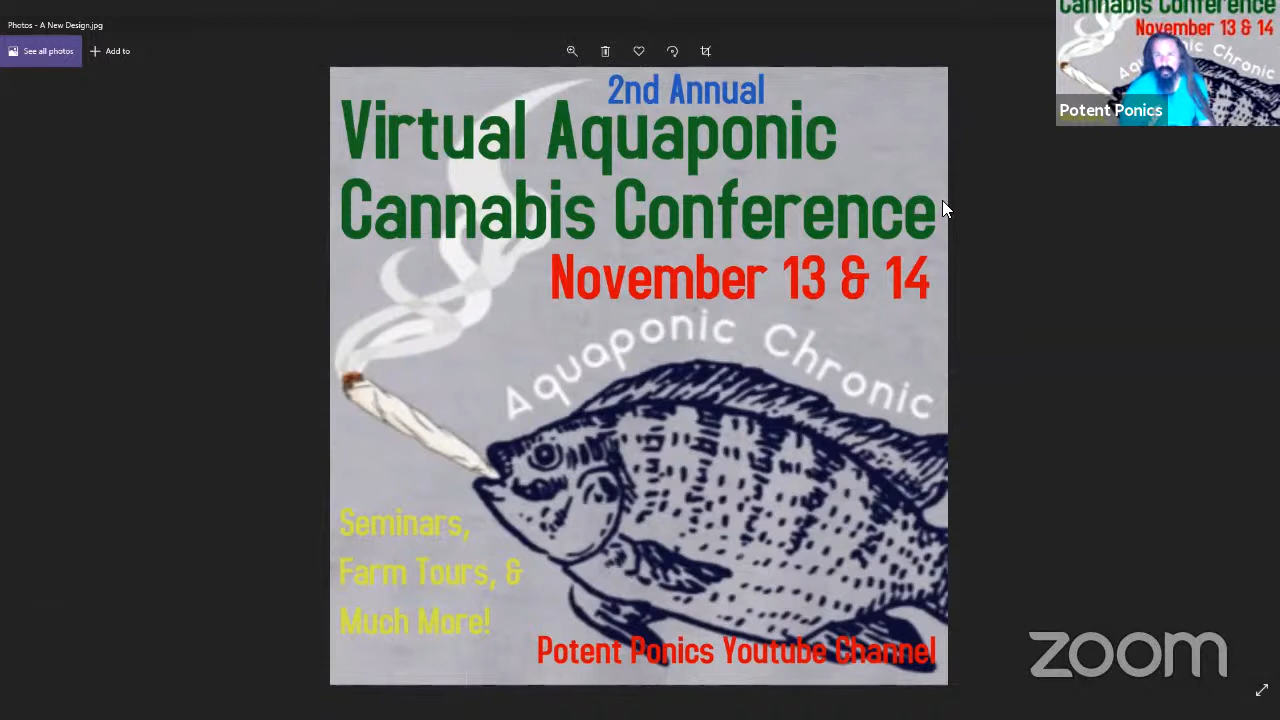 Photos - A New Design.jpg
See all photos
Add to
2nd Annual
Virtual Aquaponic
Cannabis Conference
November 13 & 14
Aquaponic Chronic
Seminars,
Farm Tours, &
Much More!
Potent Ponics Youtube Channel
Cannabis Conference
November 13 & 14
Chronic
Potent Ponics
zoom